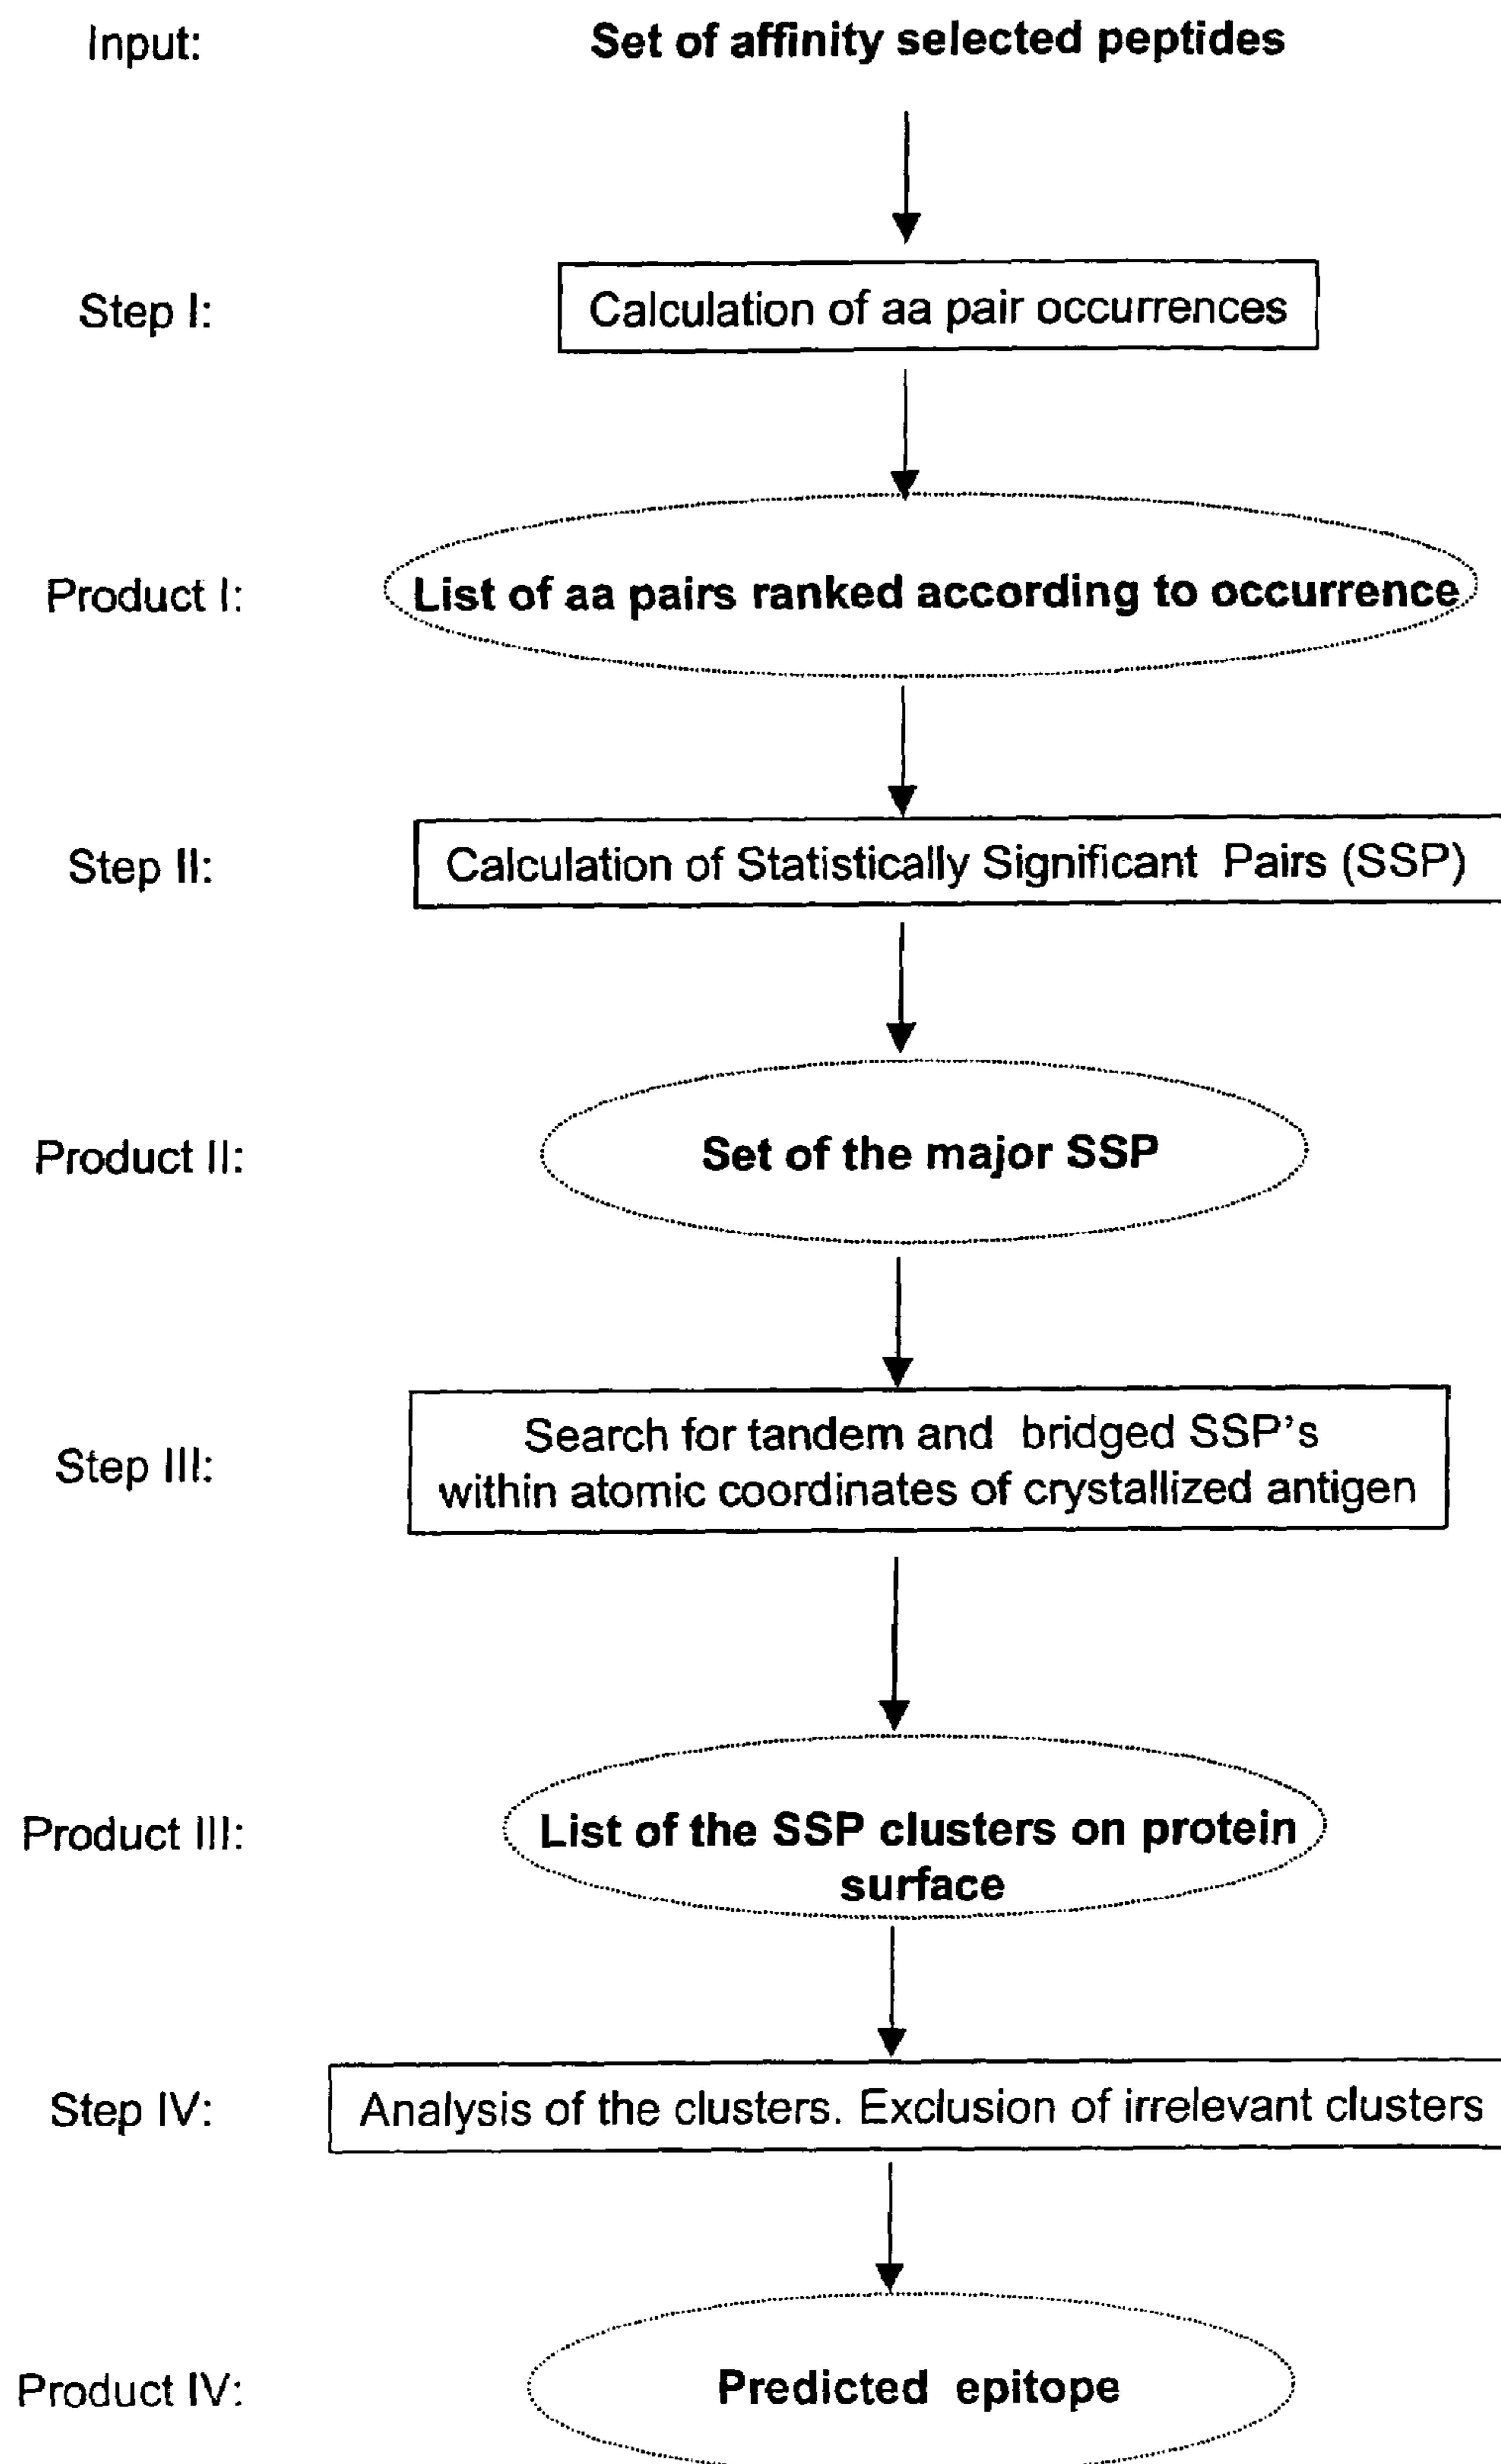 Input: Set of affinity selected peptides
Step I: Calculation of aa pair occurrences
Product I: List of aa pairs ranked according to occurrence
Step II: Calculation of Statistically Significant Pairs (SSP)
Product II: Set of the major SSP
Step III: Search for tandem and bridged SSP's
within atomic coordinates of crystallized antigen
Product III: List of the SSP clusters on protein
surface
Step IV: Analysis of the clusters. Exclusion of irrelevant clusters
Product IV: Predicted epitope